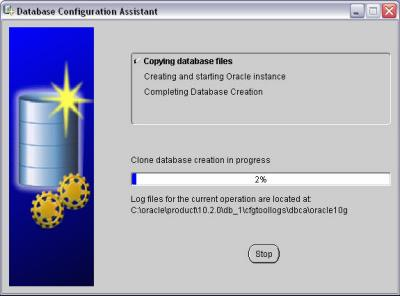 Database Configuration Assistant
Copying database files
Creating and starting Oracle instance
Completing Database Creation
Clone database creation in progress
2%
Log files for the current operation are located at:
C:\oracle\product\10.2.0\db_1\cfgtoollogs\dbca\oracle10g
Stop